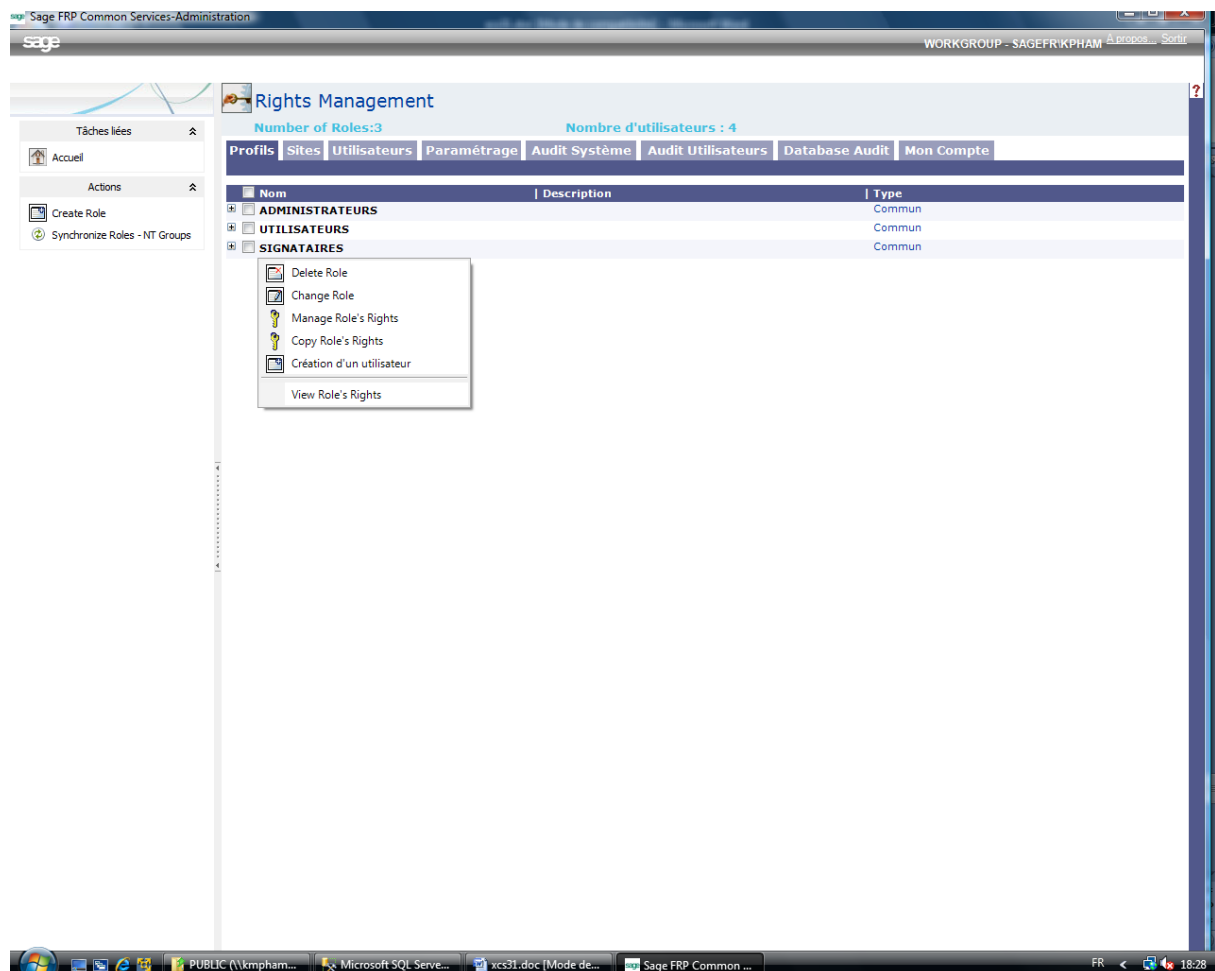 Sage FRP Common Services-Administration
sage
WORKGROUP - SAGEFR\KPHAM A propos... Sortir
?
Rights Management
Number of Roles:3 Nombre d'utilisateurs : 4
Profils Sites Utilisateurs Paramétrage Audit Système Audit Utilisateurs Database Audit Mon Compte
Tâches liées
Accueil
Actions
Create Role
Synchronize Roles - NT Groups
Nom | Description | Type
ADMINISTRATEURS Commun
UTILISATEURS Commun
SIGNATAIRES Commun
Delete Role
Change Role
Manage Role's Rights
Copy Role's Rights
Création d'un utilisateur
View Role's Rights
PUBLIC (\\kmpham... Microsoft SQL Serve... xcs31.doc [Mode de... Sage FRP Common ... FR < 18:28